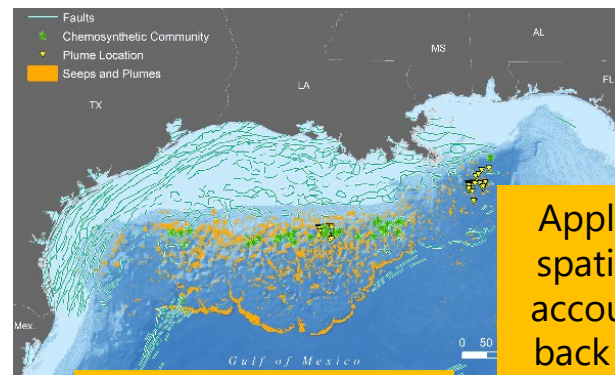 Faults
Chemosynthetic Community
Plume Location
Seeps and Plumes
AL
MS
LA
FL
TX
Mex.
Gulf of Mexico
0 50
Appl
spati
accou
back